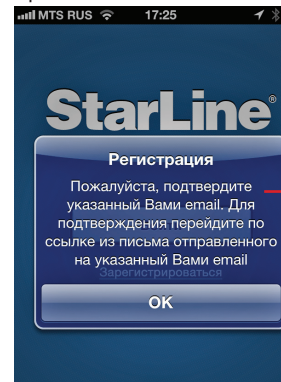 MTS RUS 17:25
StarLine®
Регистрация
Пожалуйста, подтвердите
указанный Вами email. Для
подтверждения перейдите по
ссылке из письма отправленного
на указанный Вами email
Зарегистрироваться
OK